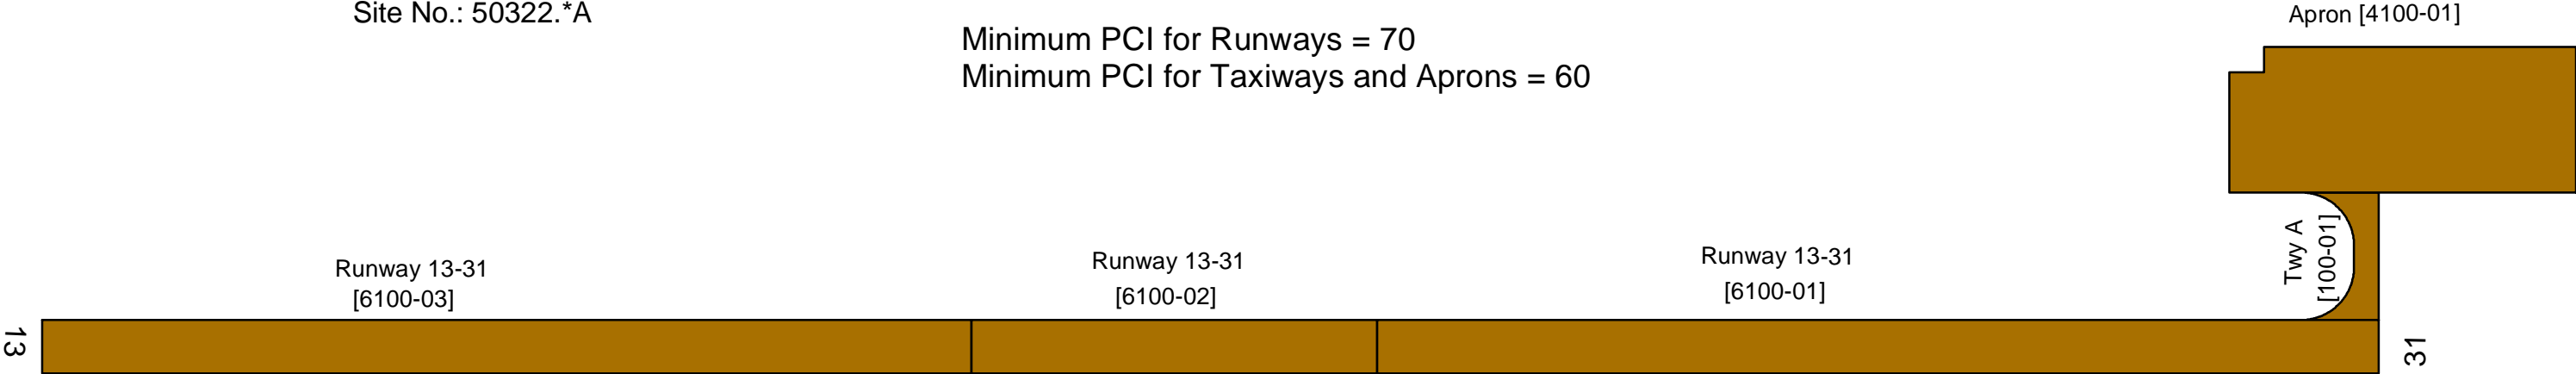 Site No.: 50322.*A
Apron [4100-01]
Minimum PCI for Runways = 70
Minimum PCI for Taxiways and Aprons = 60
Twy A
[100-01]
Runway 13-31
[6100-03]
Runway 13-31
[6100-02]
Runway 13-31
[6100-01]
13
31